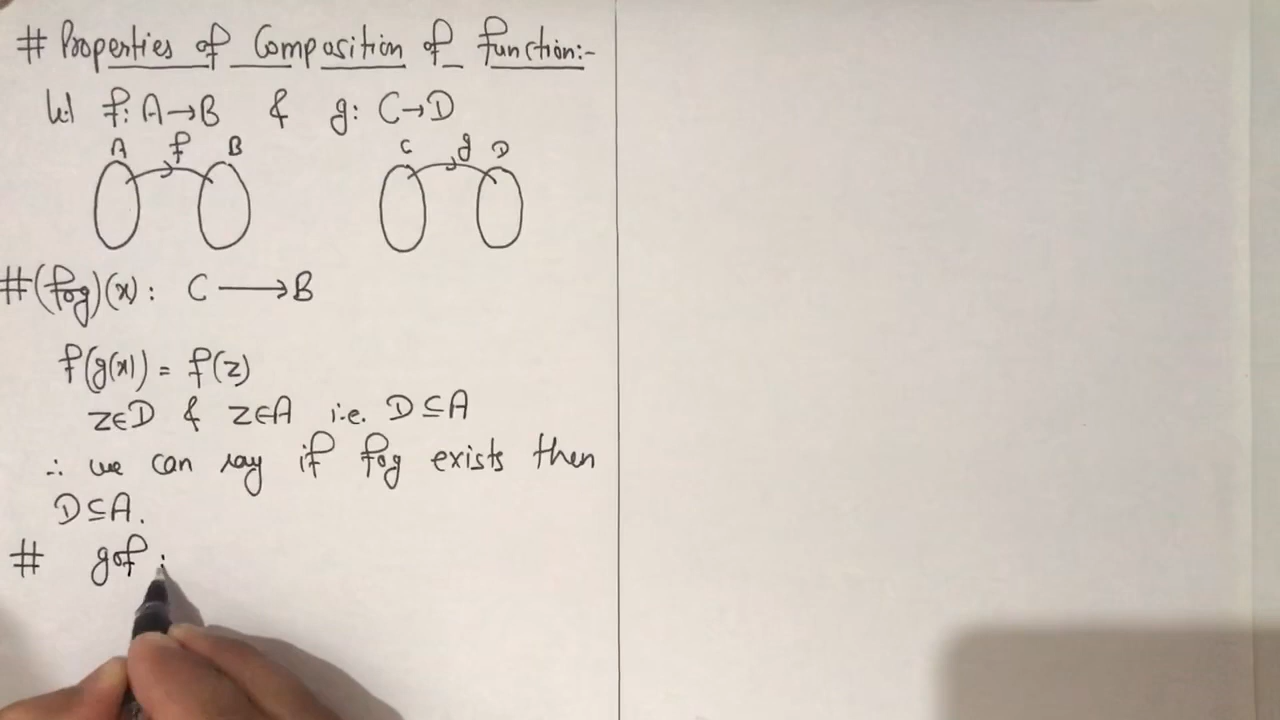 # Properties of Composition of function:-
let f: A→B & g: C→D
A f B C g D
#(fog)(x): C ⟶ B
f(g(x)) = f(z)
z∈D & z∈A i.e. D⊆A
∴ we can say if fog exists then
D⊆A.
# gof :